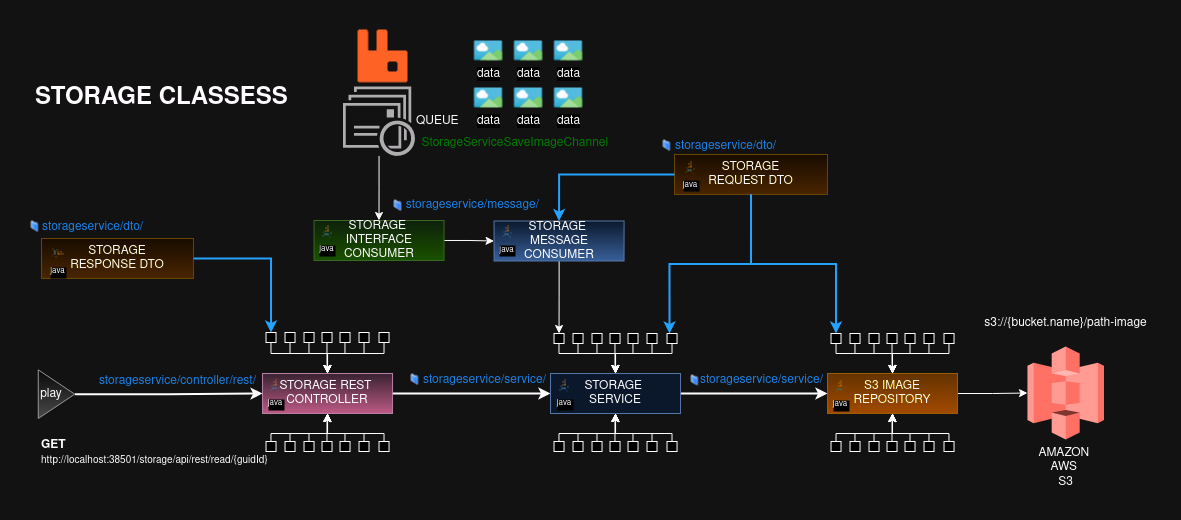 STORAGE CLASSESS
QUEUE
data data data
data data data
StorageServiceSaveImageChannel
storageservice/dto/
STORAGE
REQUEST DTO
java
storageservice/message/
STORAGE
INTERFACE
CONSUMER
java
STORAGE
MESSAGE
CONSUMER
java
storageservice/dto/
STORAGE
RESPONSE DTO
java
play
storageservice/controller/rest/
STORAGE REST
CONTROLLER
java
storageservice/service/
STORAGE
SERVICE
java
storageservice/service/
S3 IMAGE
REPOSITORY
java
s3://{bucket.name}/path-image
AMAZON
AWS
S3
GET
http://localhost:38501/storage/api/rest/read/{guidId}